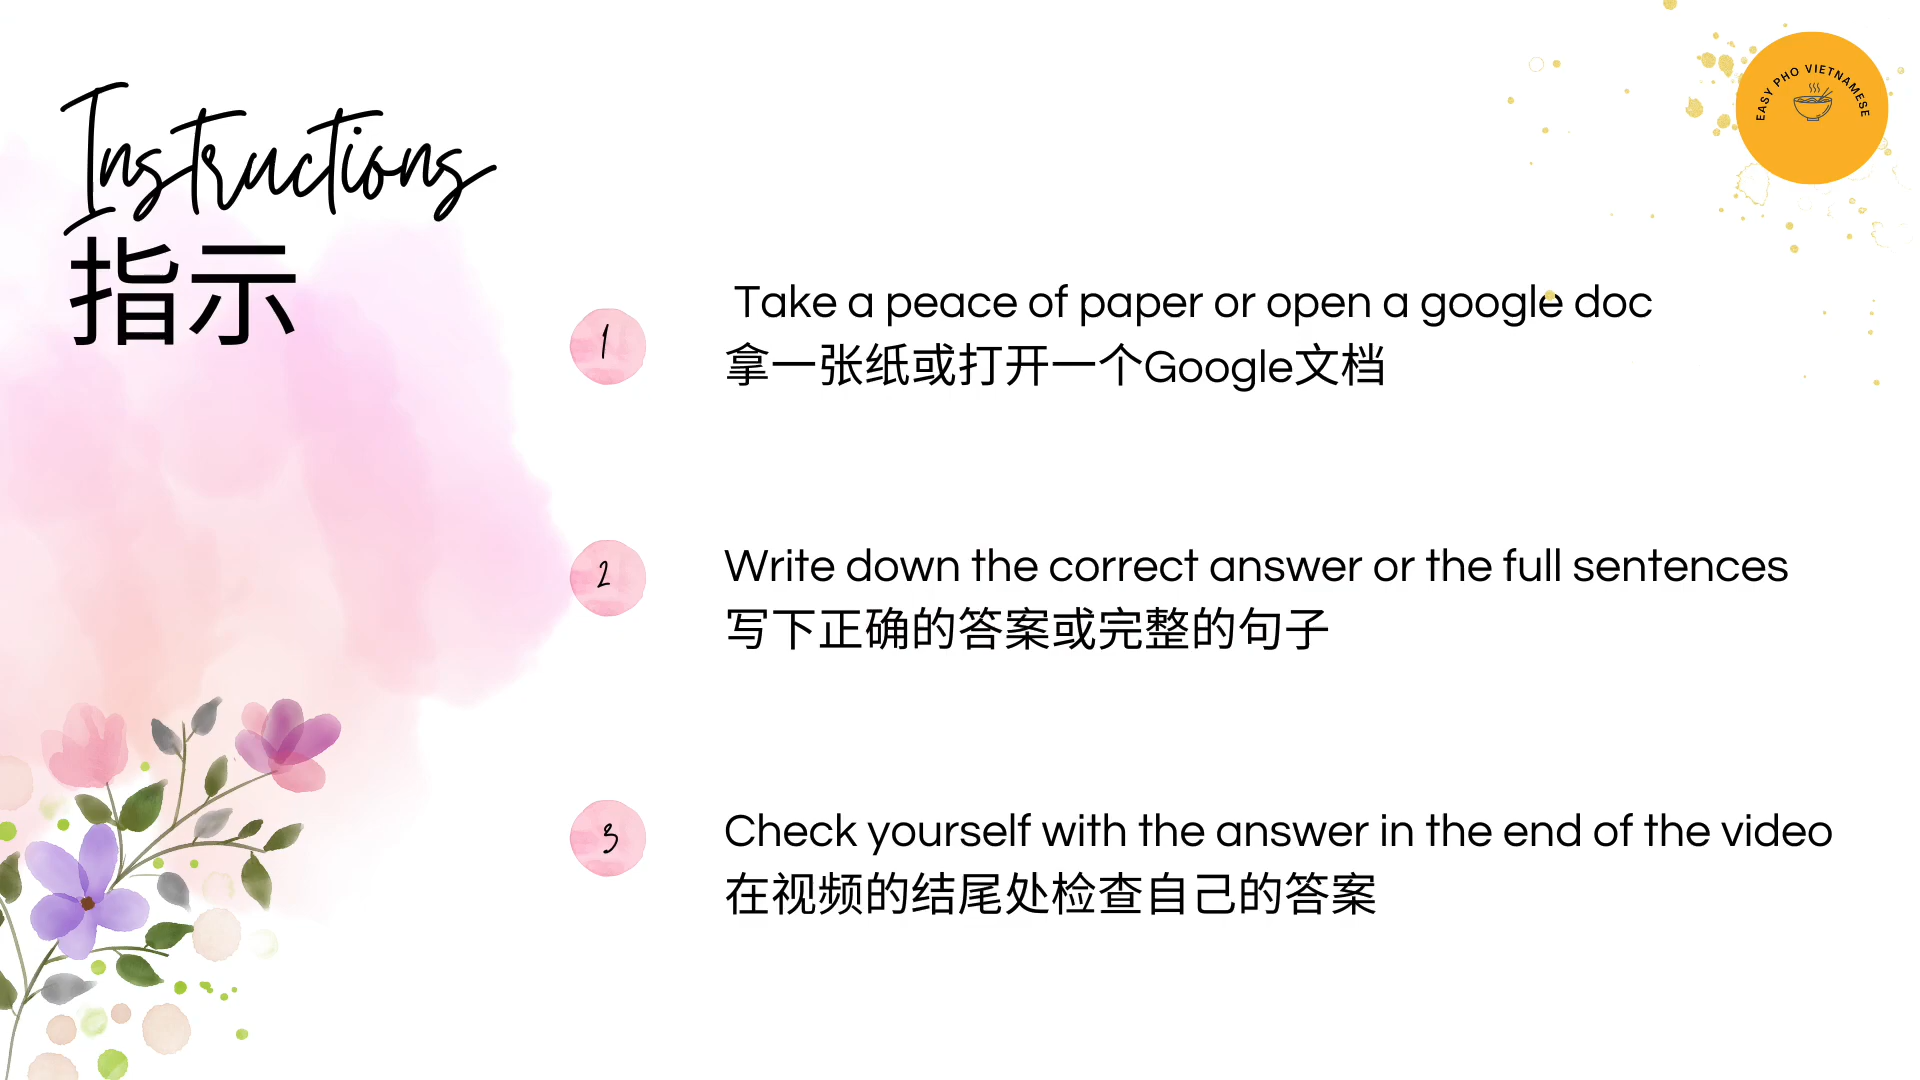 Instructions
指示
EASY PHO VIETNAMESE
1
Take a peace of paper or open a google doc
拿一张纸或打开一个Google文档
2
Write down the correct answer or the full sentences
写下正确的答案或完整的句子
3
Check yourself with the answer in the end of the video
在视频的结尾处检查自己的答案